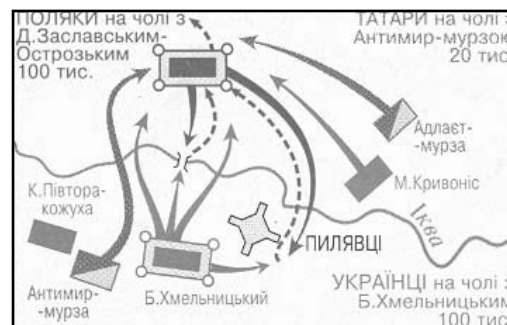 ПОЛЯКИ на чолі з
Д.Заславським-
Острозьким
100 тис.
ТАТАРИ на чолі з
Антимир-мурзою
20 тис.
Адлаєт-
мурза
М.Кривоніс
К.Півтора-
кожуха
Антимир-
мурза
Б.Хмельницький
ПИЛЯВЦІ
Іква
УКРАЇНЦІ на чолі з
Б.Хмельницьким
100 тис.